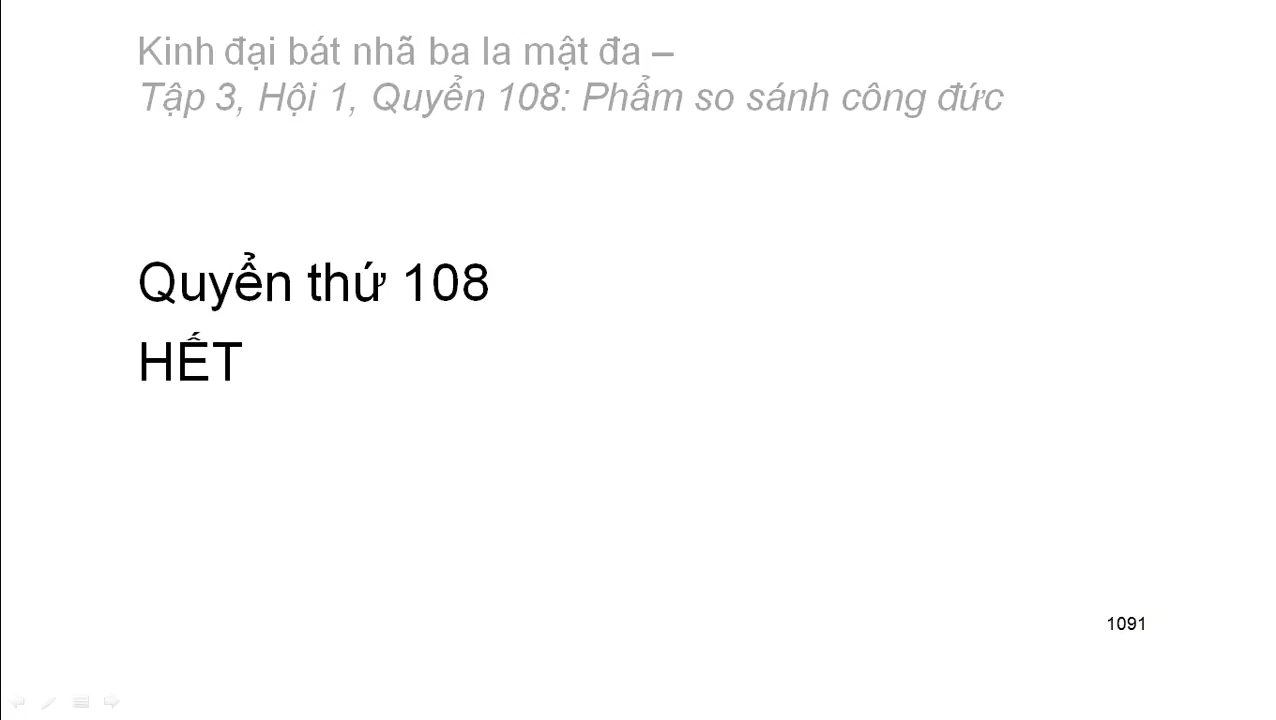 Kinh đại bát nhã ba la mật đa –
Tập 3, Hội 1, Quyển 108: Phẩm so sánh công đức
Quyển thứ 108
HẾT
1091